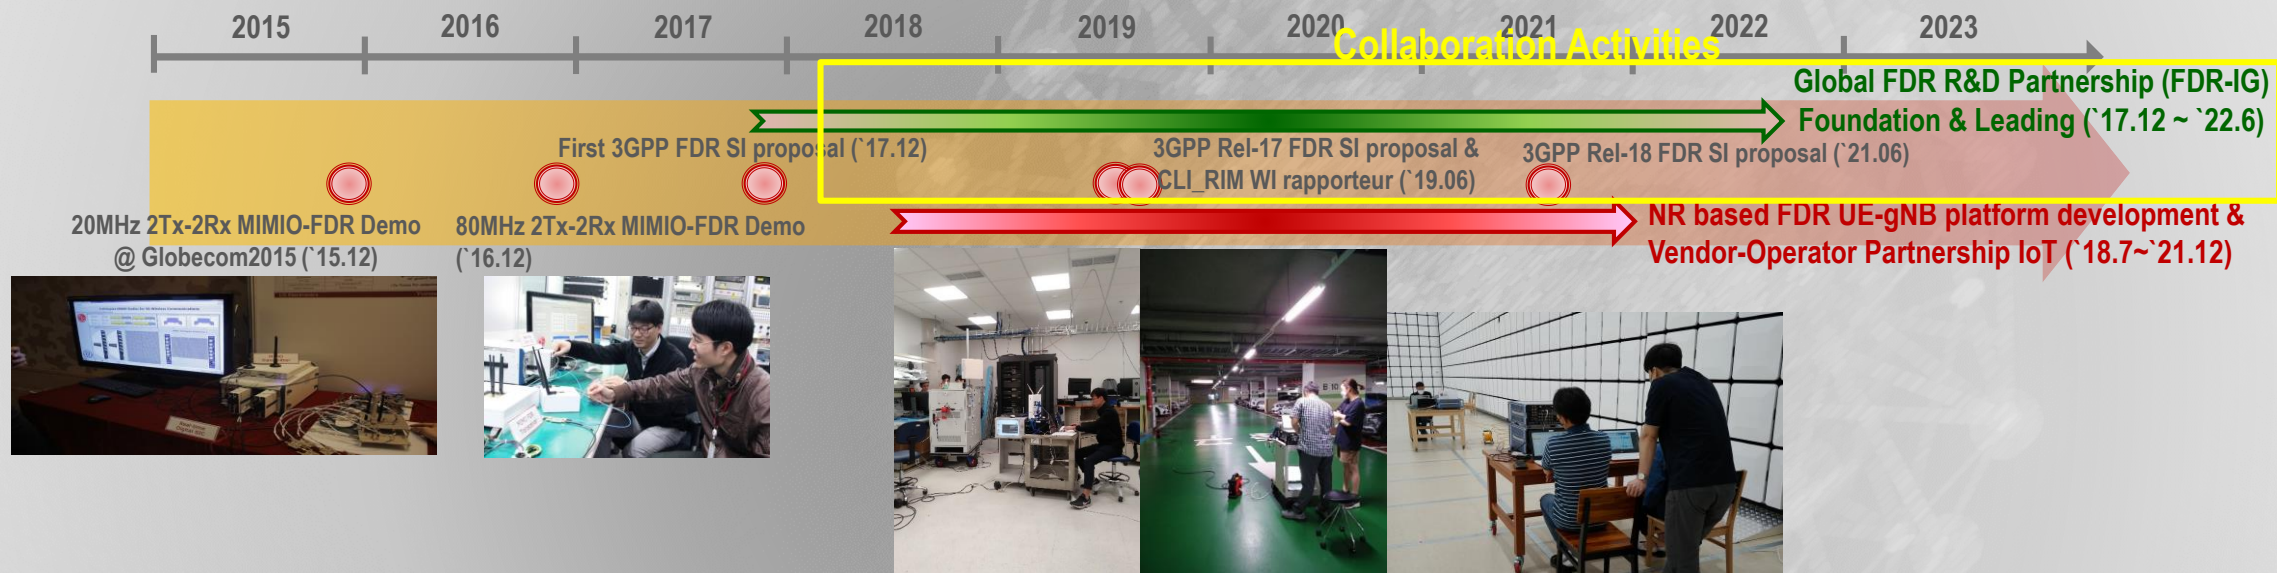 2015 2016 2017 2018 2019 2020 2021 2022 2023
Collaboration Activities
Global FDR R&D Partnership (FDR-IG)
Foundation & Leading (`17.12 ~ `22.6)
First 3GPP FDR SI proposal (`17.12)
3GPP Rel-17 FDR SI proposal &
CLI_RIM WI rapporteur (`19.06)
3GPP Rel-18 FDR SI proposal (`21.06)
20MHz 2Tx-2Rx MIMIO-FDR Demo
@ Globecom2015 (`15.12)
80MHz 2Tx-2Rx MIMIO-FDR Demo
(`16.12)
NR based FDR UE-gNB platform development &
Vendor-Operator Partnership IoT (`18.7~`21.12)
B 10